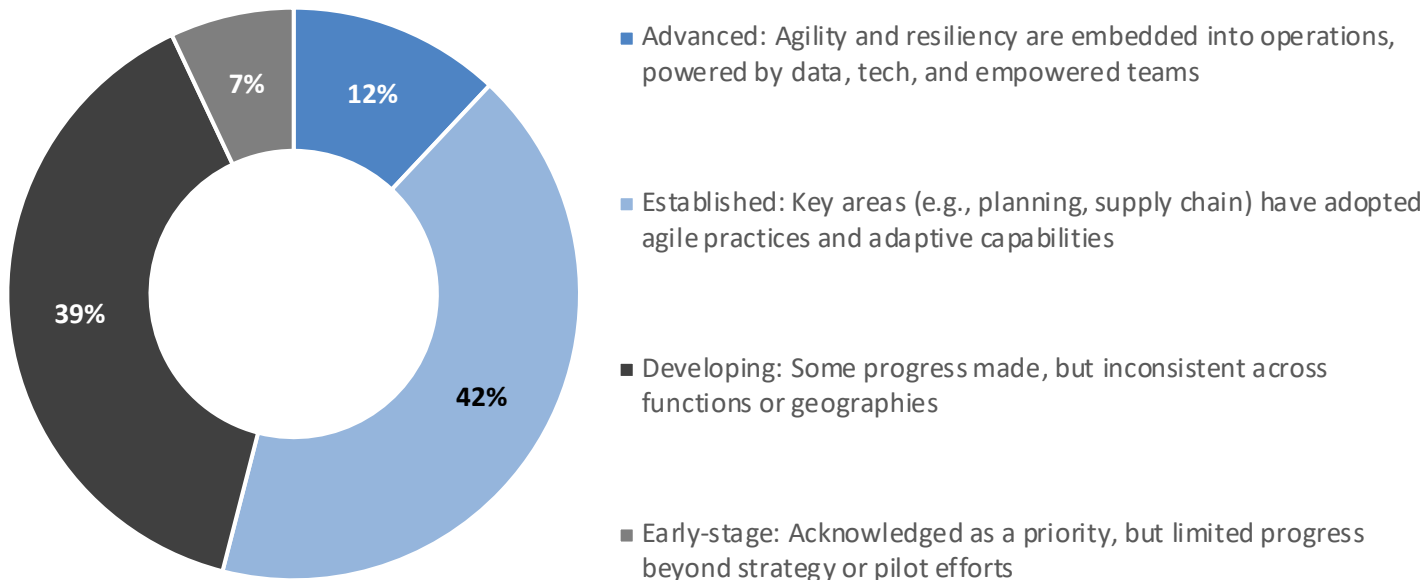 7%
12%
39%
42%
Advanced: Agility and resiliency are embedded into operations,
powered by data, tech, and empowered teams
Established: Key areas (e.g., planning, supply chain) have adopted
agile practices and adaptive capabilities
Developing: Some progress made, but inconsistent across
functions or geographies
Early-stage: Acknowledged as a priority, but limited progress
beyond strategy or pilot efforts